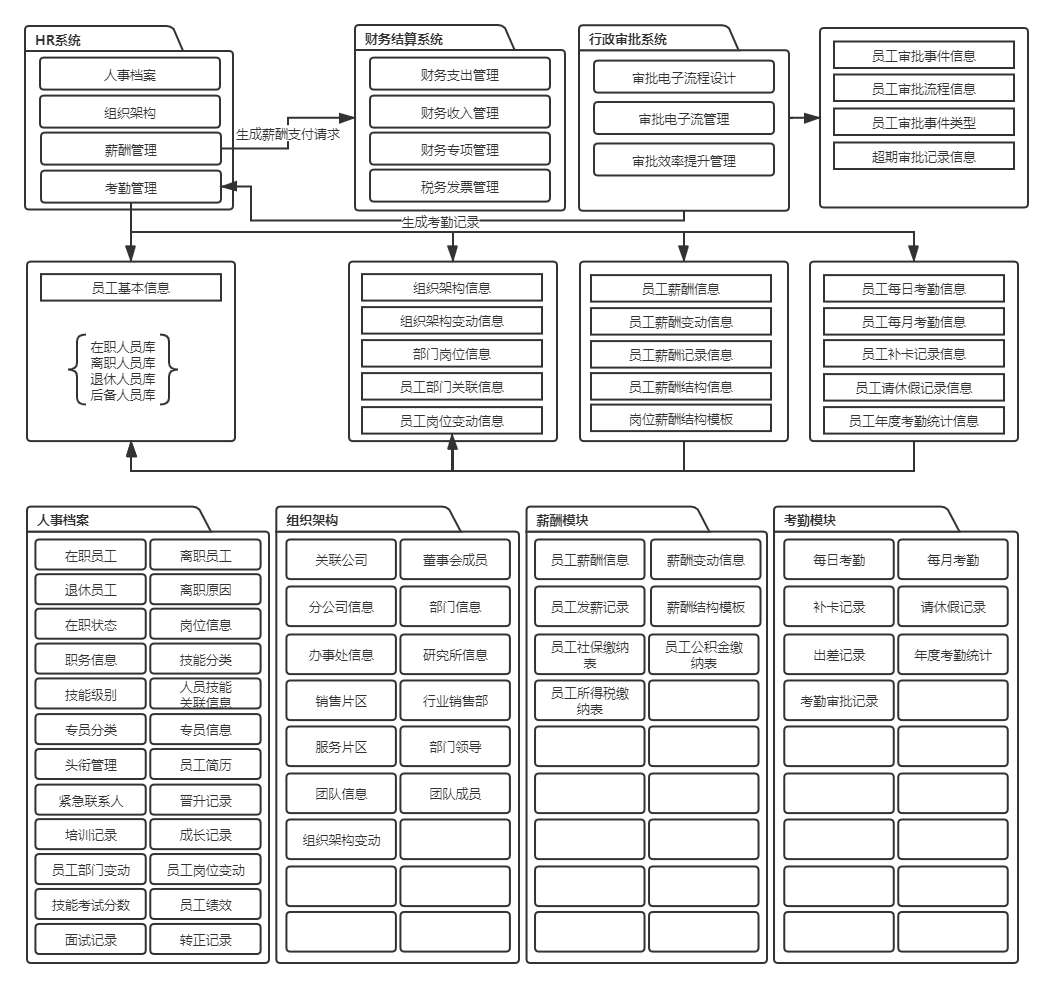 HR系统
人事档案
组织架构
薪酬管理
考勤管理
生成薪酬支付请求
财务结算系统
财务支出管理
财务收入管理
财务专项管理
税务发票管理
行政审批系统
审批电子流程设计
审批电子流管理
审批效率提升管理
员工审批事件信息
员工审批流程信息
员工审批事件类型
超期审批记录信息
生成考勤记录
员工基本信息
在职人员库
离职人员库
退休人员库
后备人员库
组织架构信息
组织架构变动信息
部门岗位信息
员工部门关联信息
员工岗位变动信息
员工薪酬信息
员工薪酬变动信息
员工薪酬记录信息
员工薪酬结构信息
岗位薪酬结构模板
员工每日考勤信息
员工每月考勤信息
员工补卡记录信息
员工请休假记录信息
员工年度考勤统计信息
人事档案
在职员工
离职员工
退休员工
离职原因
在职状态
岗位信息
职务信息
技能分类
技能级别
人员技能
关联信息
专员分类
专员信息
头衔管理
员工简历
紧急联系人
晋升记录
培训记录
成长记录
员工部门变动
员工岗位变动
技能考试分数
员工绩效
面试记录
转正记录
组织架构
关联公司
董事会成员
分公司信息
部门信息
办事处信息
研究所信息
销售片区
行业销售部
服务片区
部门领导
团队信息
团队成员
组织架构变动
薪酬模块
员工薪酬信息
薪酬变动信息
员工发薪记录
薪酬结构模板
员工社保缴纳
表
员工公积金缴
纳表
员工所得税缴
纳表
考勤模块
每日考勤
每月考勤
补卡记录
请休假记录
出差记录
年度考勤统计
考勤审批记录